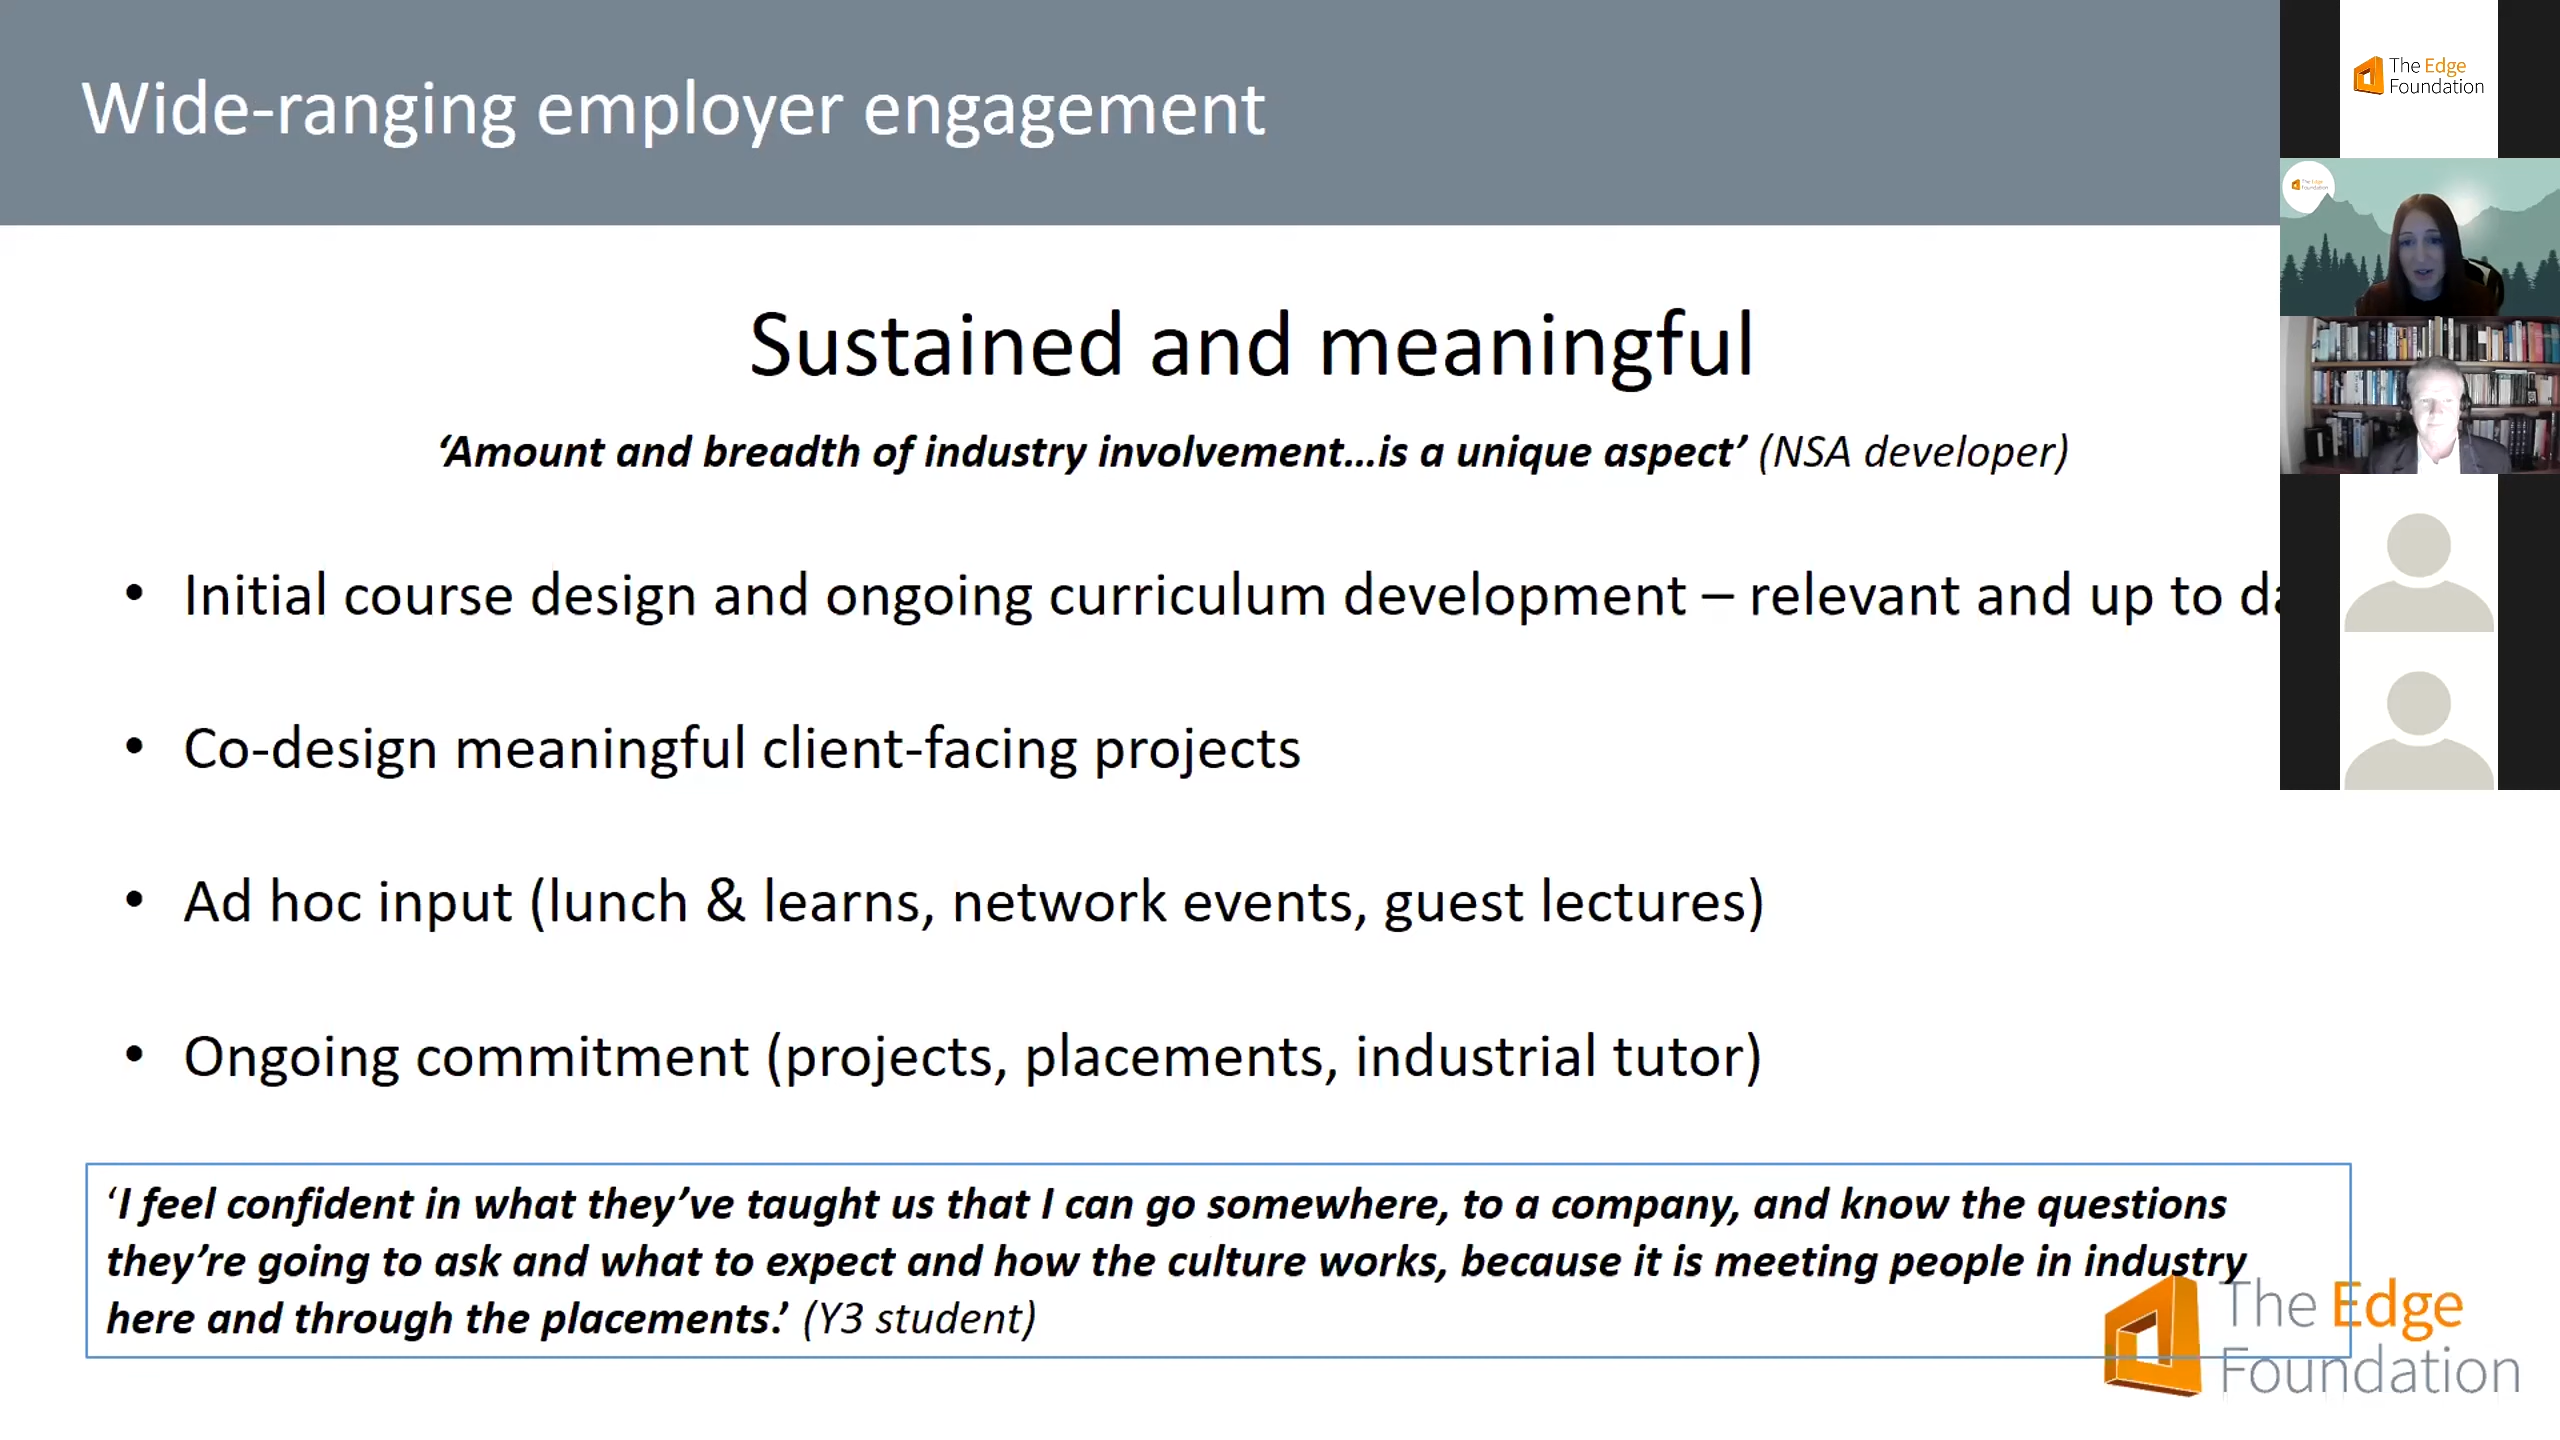 Wide-ranging employer engagement
The Edge
Foundation
Sustained and meaningful
‘Amount and breadth of industry involvement...is a unique aspect’ (NSA developer)
• Initial course design and ongoing curriculum development – relevant and up to
• Co-design meaningful client-facing projects
• Ad hoc input (lunch & learns, network events, guest lectures)
• Ongoing commitment (projects, placements, industrial tutor)
‘I feel confident in what they’ve taught us that I can go somewhere, to a company, and know the questions
they’re going to ask and what to expect and how the culture works, because it is meeting people in industry
here and through the placements.’ (Y3 student)
The Edge
Foundation